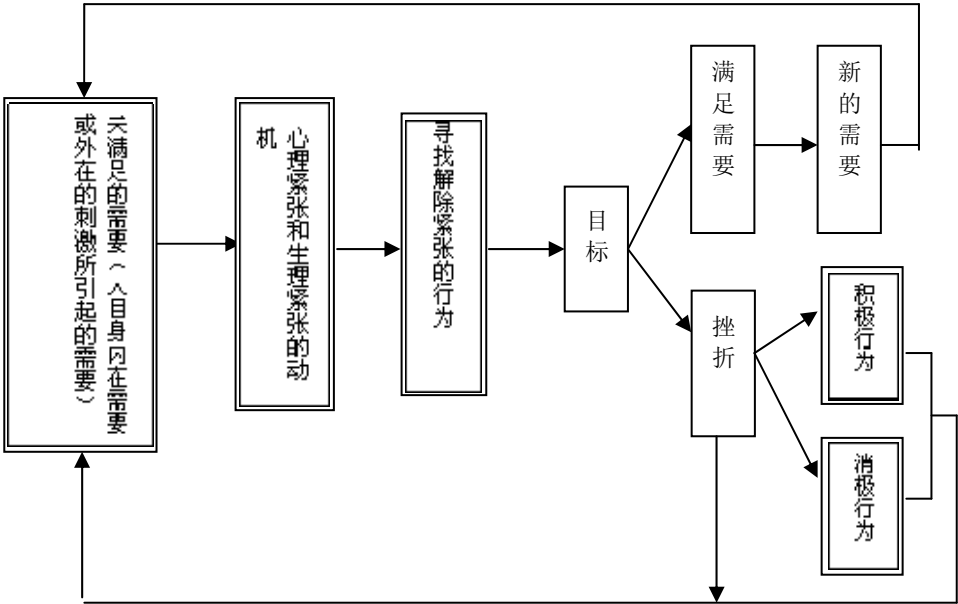 未满足的需要（人自身内在需要
或外在的刺激所引起的需要）
心理紧张和生理紧张的动
机
寻找解除紧张的行为
目标
满足需要
新的需要
挫折
积极行为
消极行为